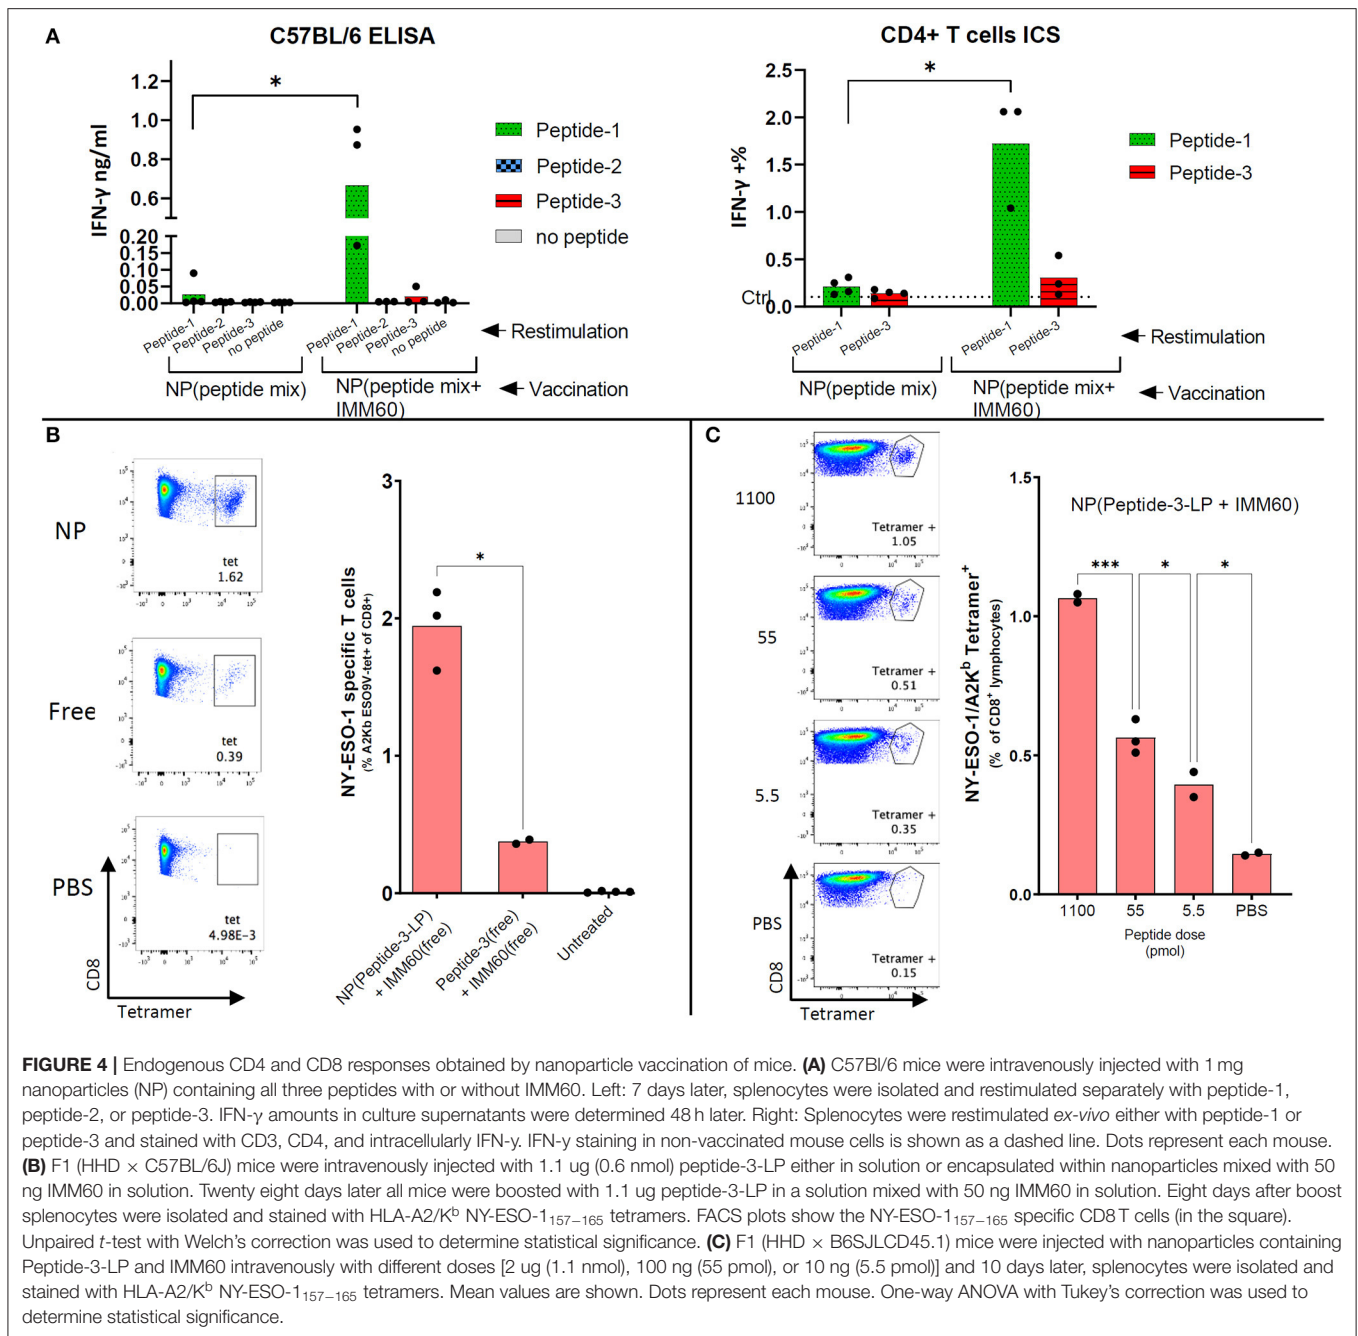 A
C57BL/6 ELISA
IFN-γ ng/ml
1.2
1.0
0.8
0.6
0.20
0.15
0.10
0.05
0.00
*
Peptide-1
Peptide-2
Peptide-3
no peptide
Peptide-1
Peptide-2
Peptide-3
no peptide
Peptide-1
Peptide-2
Peptide-3
no peptide
Restimulation
NP(peptide mix)
NP(peptide mix+
IMM60)
Vaccination
CD4+ T cells ICS
IFN-γ +%
2.5
2.0
1.5
1.0
0.5
0.0
Ctrl
*
Peptide-1
Peptide-3
Peptide-1
Peptide-3
Peptide-1
Peptide-3
Restimulation
NP(peptide mix)
NP(peptide mix+
IMM60)
Vaccination
B
NP
tet
1.62
Free
tet
0.39
PBS
tet
4.98E-3
CD8
Tetramer
NY-ESO-1 specific T cells
(% A2Kb ESO9V-tet+ of CD8+)
3
2
1
0
*
NP(Peptide-3-LP)
+ IMM60(free)
Peptide-3(free)
+ IMM60(free)
Untreated
C
1100
Tetramer +
1.05
55
Tetramer +
0.51
5.5
Tetramer +
0.35
PBS
Tetramer +
0.15
CD8
Tetramer
NY-ESO-1/A2Kᵇ Tetramer⁺
(% of CD8⁺ lymphocytes)
NP(Peptide-3-LP + IMM60)
1.5
1.0
0.5
0.0
***
*
*
1100
55
5.5
PBS
Peptide dose
(pmol)
FIGURE 4 | Endogenous CD4 and CD8 responses obtained by nanoparticle vaccination of mice. (A) C57Bl/6 mice were intravenously injected with 1 mg
nanoparticles (NP) containing all three peptides with or without IMM60. Left: 7 days later, splenocytes were isolated and restimulated separately with peptide-1,
peptide-2, or peptide-3. IFN-γ amounts in culture supernatants were determined 48 h later. Right: Splenocytes were restimulated ex-vivo either with peptide-1 or
peptide-3 and stained with CD3, CD4, and intracellularly IFN-y. IFN-y staining in non-vaccinated mouse cells is shown as a dashed line. Dots represent each mouse.
(B) F1 (HHD × C57BL/6J) mice were intravenously injected with 1.1 ug (0.6 nmol) peptide-3-LP either in solution or encapsulated within nanoparticles mixed with 50
ng IMM60 in solution. Twenty eight days later all mice were boosted with 1.1 ug peptide-3-LP in a solution mixed with 50 ng IMM60 in solution. Eight days after boost
splenocytes were isolated and stained with HLA-A2/Kᵇ NY-ESO-1₁₅₇₋₁₆₅ tetramers. FACS plots show the NY-ESO-1₁₅₇₋₁₆₅ specific CD8 T cells (in the square).
Unpaired t-test with Welch's correction was used to determine statistical significance. (C) F1 (HHD × B6SJLCD45.1) mice were injected with nanoparticles containing
Peptide-3-LP and IMM60 intravenously with different doses [2 ug (1.1 nmol), 100 ng (55 pmol), or 10 ng (5.5 pmol)] and 10 days later, splenocytes were isolated and
stained with HLA-A2/Kᵇ NY-ESO-1₁₅₇₋₁₆₅ tetramers. Mean values are shown. Dots represent each mouse. One-way ANOVA with Tukey's correction was used to
determine statistical significance.